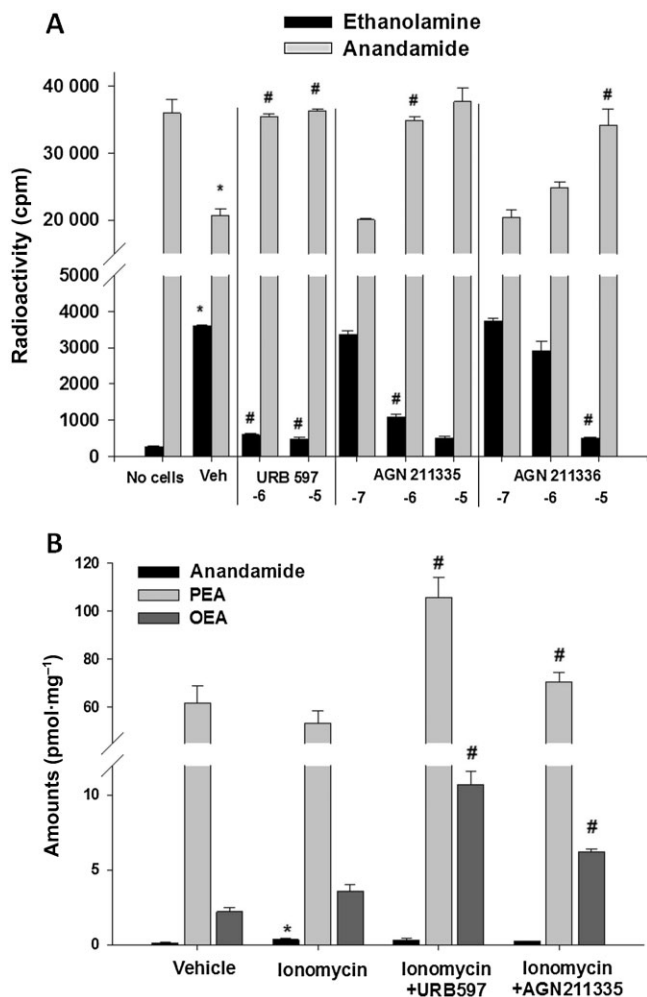 A
Ethanolamine
Anandamide
Radioactivity (cpm)
40 000
30 000
20 000
5000
4000
3000
2000
1000
0
* * # # # # # # # #
No cells Veh URB 597 AGN 211335 AGN 211336
-6 -5 -7 -6 -5 -7 -6 -5
B
Anandamide
PEA
OEA
Amounts (pmol·mg⁻¹)
120
100
80
60
10
5
0
* # # # #
Vehicle Ionomycin Ionomycin Ionomycin
+URB597 +AGN211335